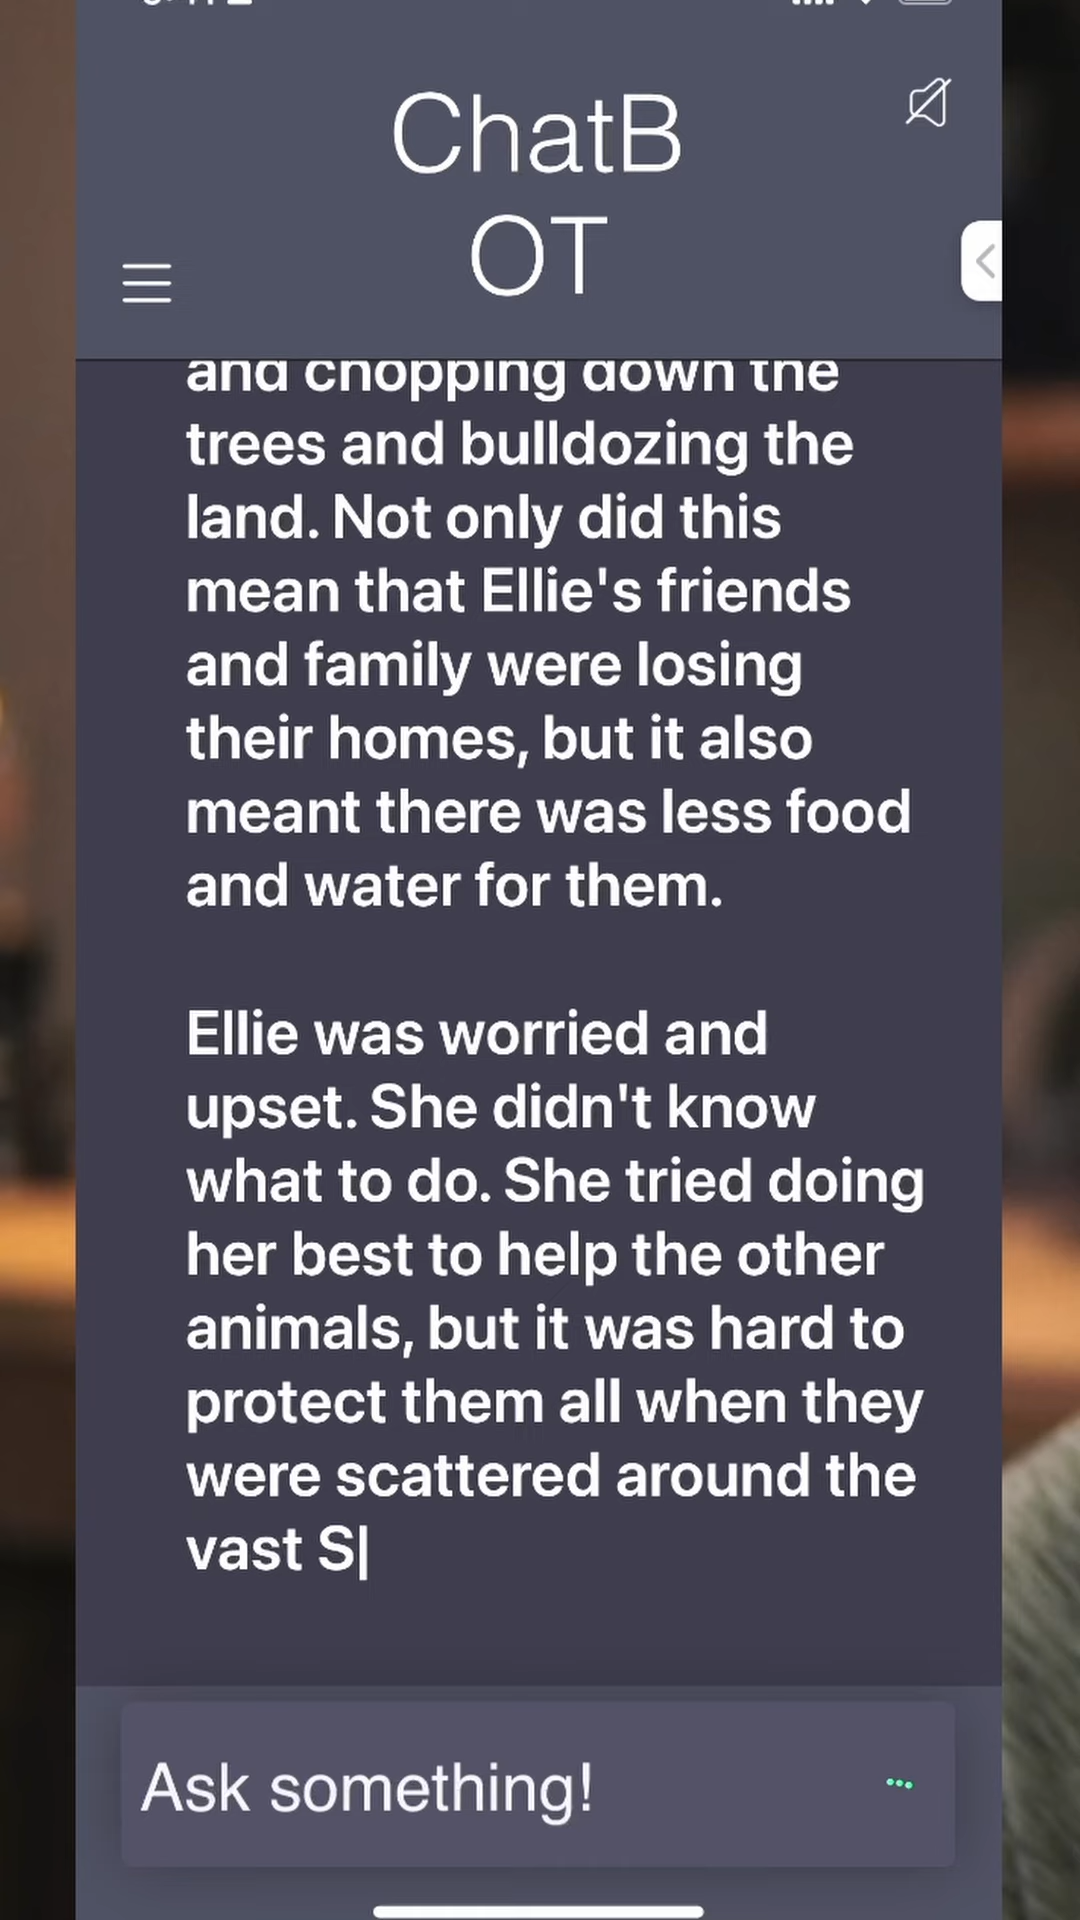 ChatB
OT
and chopping down the
trees and bulldozing the
land. Not only did this
mean that Ellie's friends
and family were losing
their homes, but it also
meant there was less food
and water for them.
Ellie was worried and
upset. She didn't know
what to do. She tried doing
her best to help the other
animals, but it was hard to
protect them all when they
were scattered around the
vast S
Ask something!